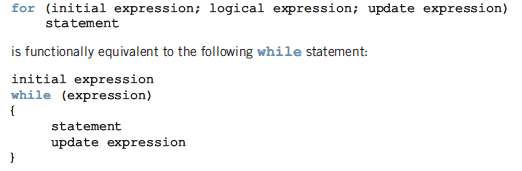 for (initial expression; logical expression; update expression)
    statement
is functionally equivalent to the following while statement:
initial expression
while (expression)
{
    statement
    update expression
}